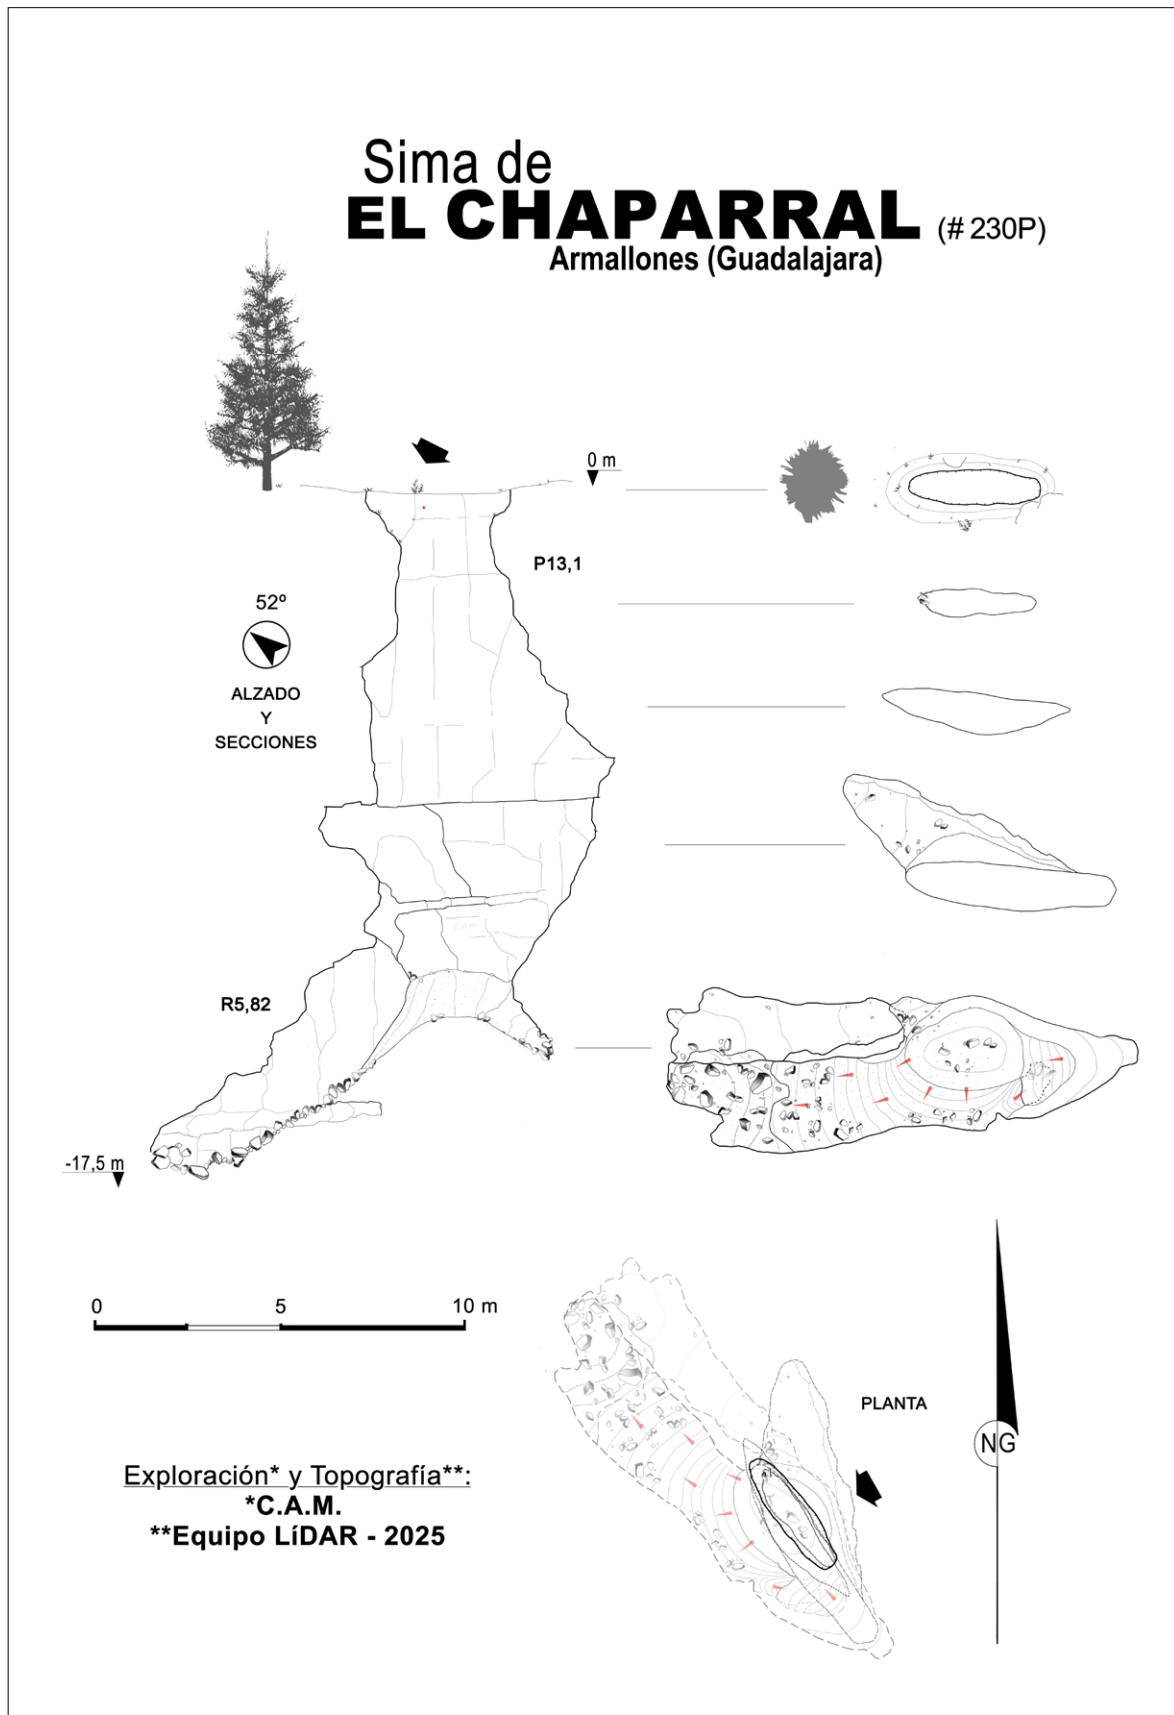 Sima de
EL CHAPARRAL (# 230P)
Armallones (Guadalajara)
0 m
P13,1
52º
ALZADO
Y
SECCIONES
CAM
R5,82
-17,5 m
0 5 10 m
PLANTA
NG
Exploración* y Topografía**:
*C.A.M.
**Equipo LíDAR - 2025